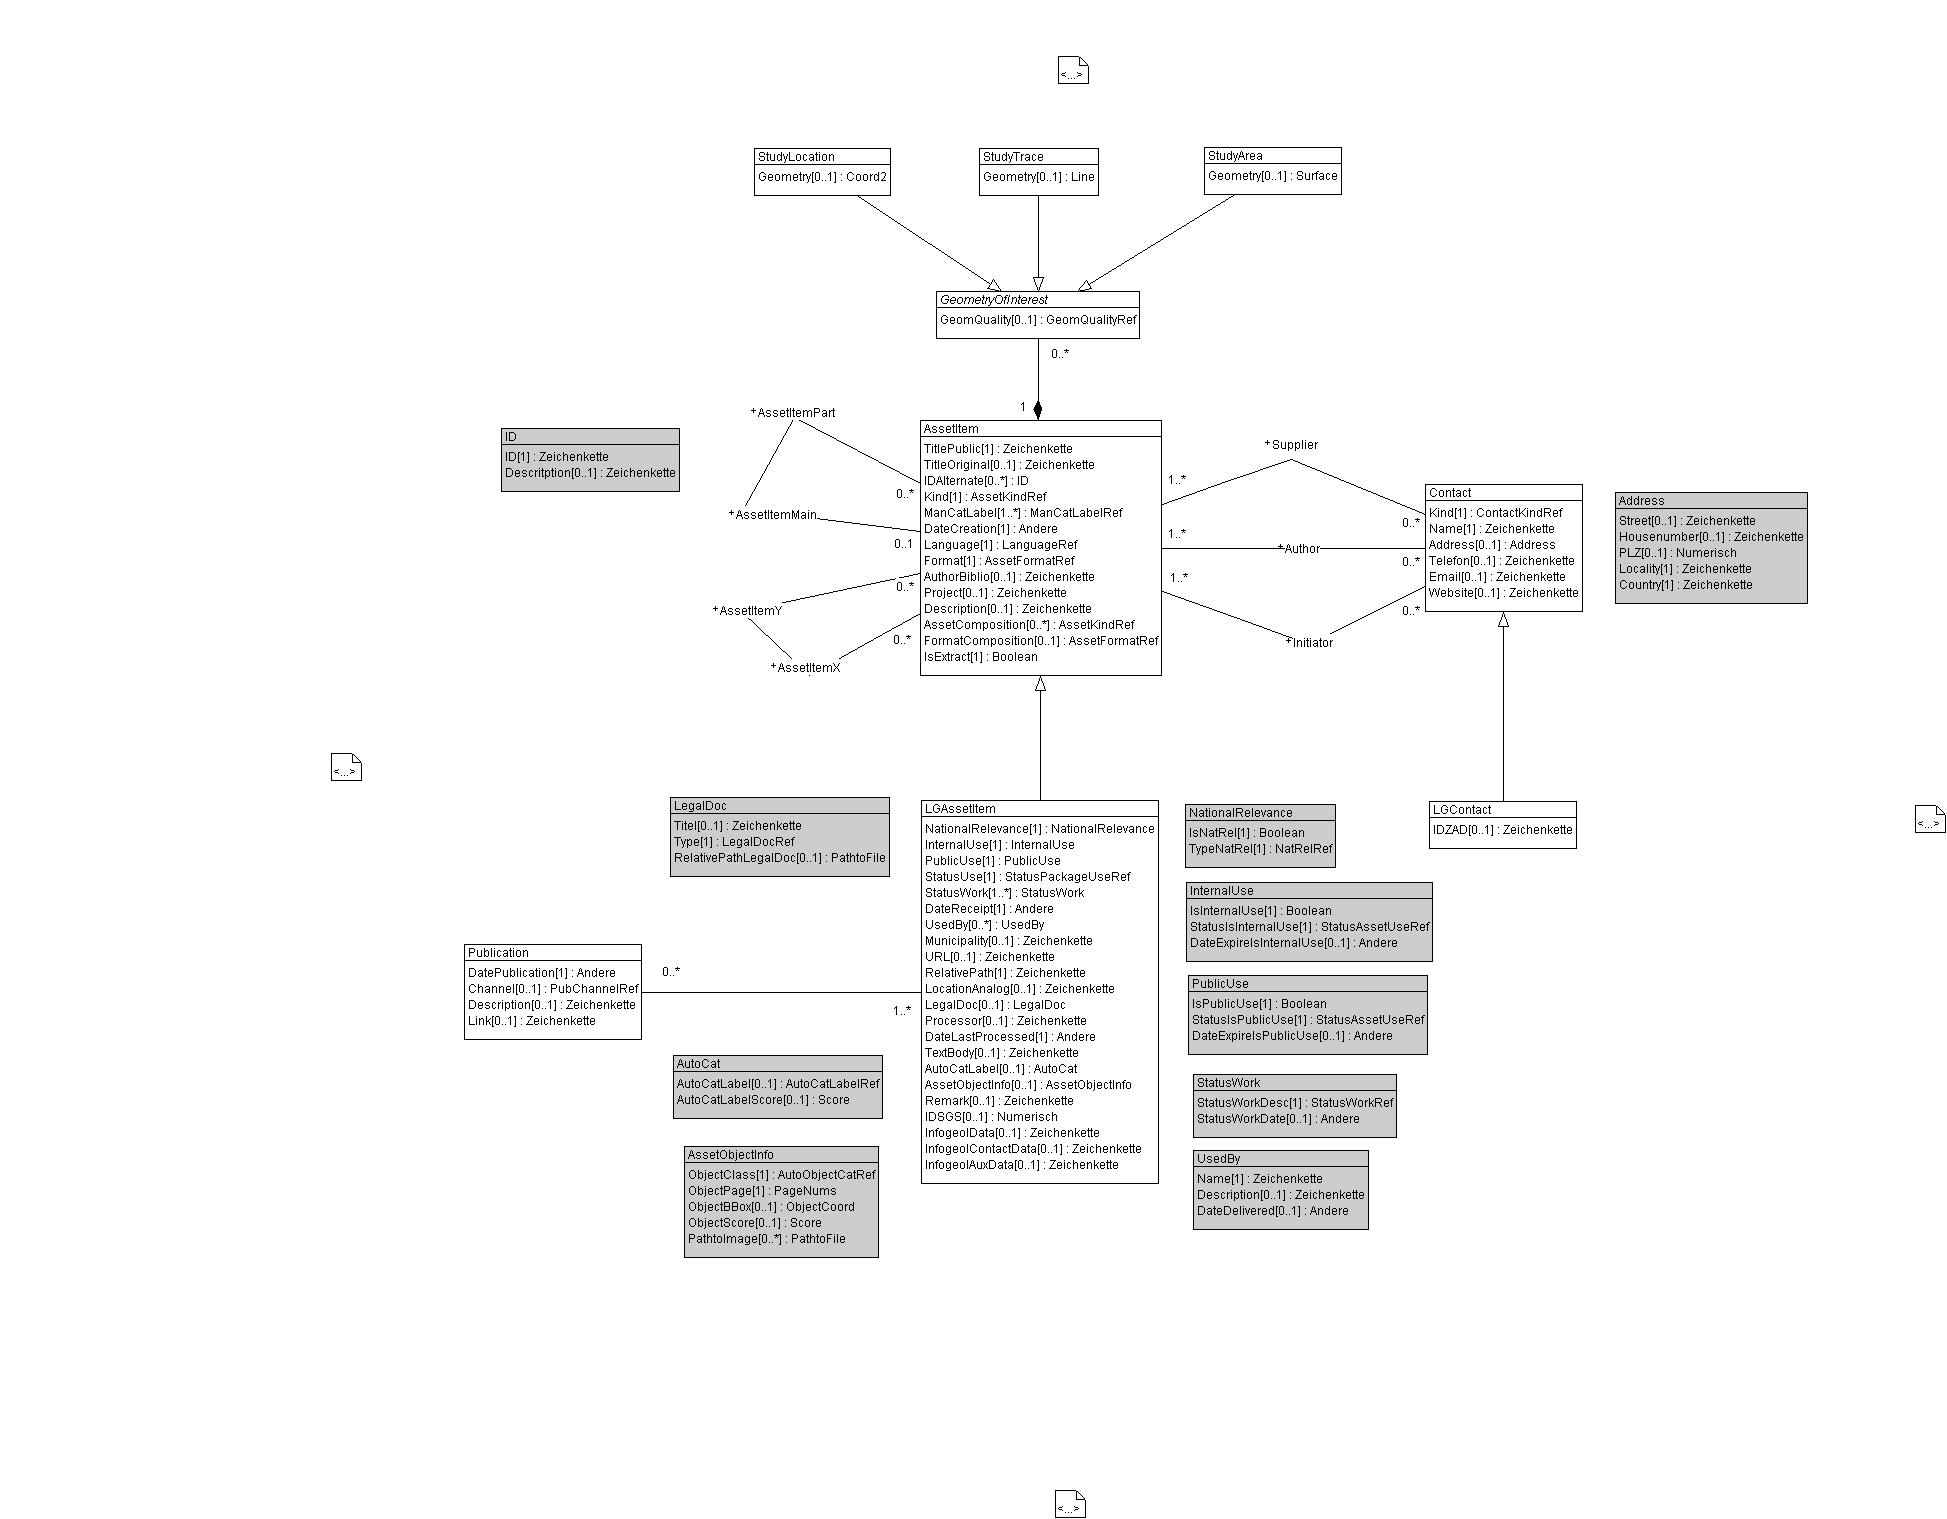 <...>
StudyLocation
Geometry[0..1] : Coord2
StudyTrace
Geometry[0..1] : Line
StudyArea
Geometry[0..1] : Surface
GeometryOfInterest
GeomQuality[0..1] : GeomQualityRef
0..*
1
+AssetItemPart
0..*
+AssetItemMain
0..1
+AssetItemY
0..*
+AssetItemX
0..*
ID
ID[1] : Zeichenkette
Descritption[0..1] : Zeichenkette
AssetItem
TitlePublic[1] : Zeichenkette
TitleOriginal[0..1] : Zeichenkette
IDAlternate[0..*] : ID
Kind[1] : AssetKindRef
ManCatLabel[1..*] : ManCatLabelRef
DateCreation[1] : Andere
Language[1] : LanguageRef
Format[1] : AssetFormatRef
AuthorBiblio[0..1] : Zeichenkette
Project[0..1] : Zeichenkette
Description[0..1] : Zeichenkette
AssetComposition[0..*] : AssetKindRef
FormatComposition[0..1] : AssetFormatRef
IsExtract[1] : Boolean
+Supplier
1..*
0..*
1..*
+Author
0..*
1..*
+Initiator
0..*
Contact
Kind[1] : ContactKindRef
Name[1] : Zeichenkette
Address[0..1] : Address
Telefon[0..1] : Zeichenkette
Email[0..1] : Zeichenkette
Website[0..1] : Zeichenkette
Address
Street[0..1] : Zeichenkette
Housenumber[0..1] : Zeichenkette
PLZ[0..1] : Numerisch
Locality[1] : Zeichenkette
Country[1] : Zeichenkette
<...>
LegalDoc
Titel[0..1] : Zeichenkette
Type[1] : LegalDocRef
RelativePathLegalDoc[0..1] : PathtoFile
LGAssetItem
NationalRelevance[1] : NationalRelevance
InternalUse[1] : InternalUse
PublicUse[1] : PublicUse
StatusUse[1] : StatusPackageUseRef
StatusWork[1..*] : StatusWork
DateReceipt[1] : Andere
UsedBy[0..*] : UsedBy
Municipality[0..1] : Zeichenkette
URL[0..1] : Zeichenkette
RelativePath[1] : Zeichenkette
LocationAnalog[0..1] : Zeichenkette
LegalDoc[0..1] : LegalDoc
Processor[0..1] : Zeichenkette
DateLastProcessed[1] : Andere
TextBody[0..1] : Zeichenkette
AutoCatLabel[0..1] : AutoCat
AssetObjectInfo[0..1] : AssetObjectInfo
Remark[0..1] : Zeichenkette
IDSGS[0..1] : Numerisch
InfogeolData[0..1] : Zeichenkette
InfogeolContactData[0..1] : Zeichenkette
InfogeolAuxData[0..1] : Zeichenkette
NationalRelevance
IsNatRel[1] : Boolean
TypeNatRel[1] : NatRelRef
LGContact
IDZAD[0..1] : Zeichenkette
<...>
InternalUse
IsInternalUse[1] : Boolean
StatusIsInternalUse[1] : StatusAssetUseRef
DateExpireIsInternalUse[0..1] : Andere
Publication
DatePublication[1] : Andere
Channel[0..1] : PubChannelRef
Description[0..1] : Zeichenkette
Link[0..1] : Zeichenkette
0..*
1..*
PublicUse
IsPublicUse[1] : Boolean
StatusIsPublicUse[1] : StatusAssetUseRef
DateExpireIsPublicUse[0..1] : Andere
AutoCat
AutoCatLabel[0..1] : AutoCatLabelRef
AutoCatLabelScore[0..1] : Score
StatusWork
StatusWorkDesc[1] : StatusWorkRef
StatusWorkDate[0..1] : Andere
AssetObjectInfo
ObjectClass[1] : AutoObjectCatRef
ObjectPage[1] : PageNums
ObjectBBox[0..1] : ObjectCoord
ObjectScore[0..1] : Score
PathtoImage[0..*] : PathtoFile
UsedBy
Name[1] : Zeichenkette
Description[0..1] : Zeichenkette
DateDelivered[0..1] : Andere
<...>